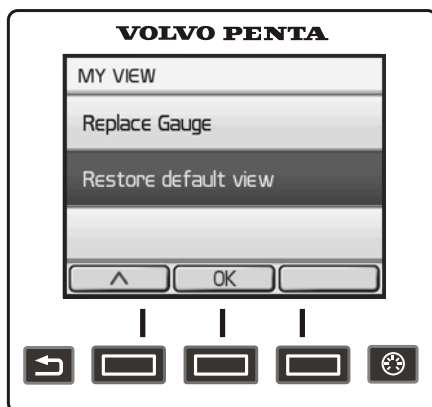 VOLVO PENTA
MY VIEW
Replace Gauge
Restore default view
OK